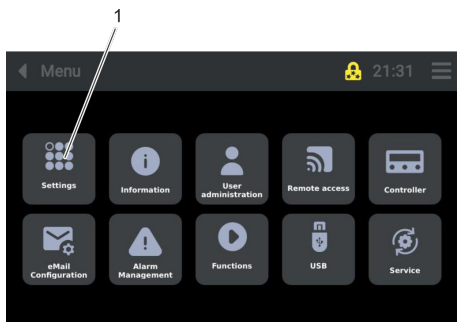 1
Menu
21:31
Settings
Information
User
administration
Remote access
Controller
eMail
Configuration
Alarm
Management
Functions
USB
Service